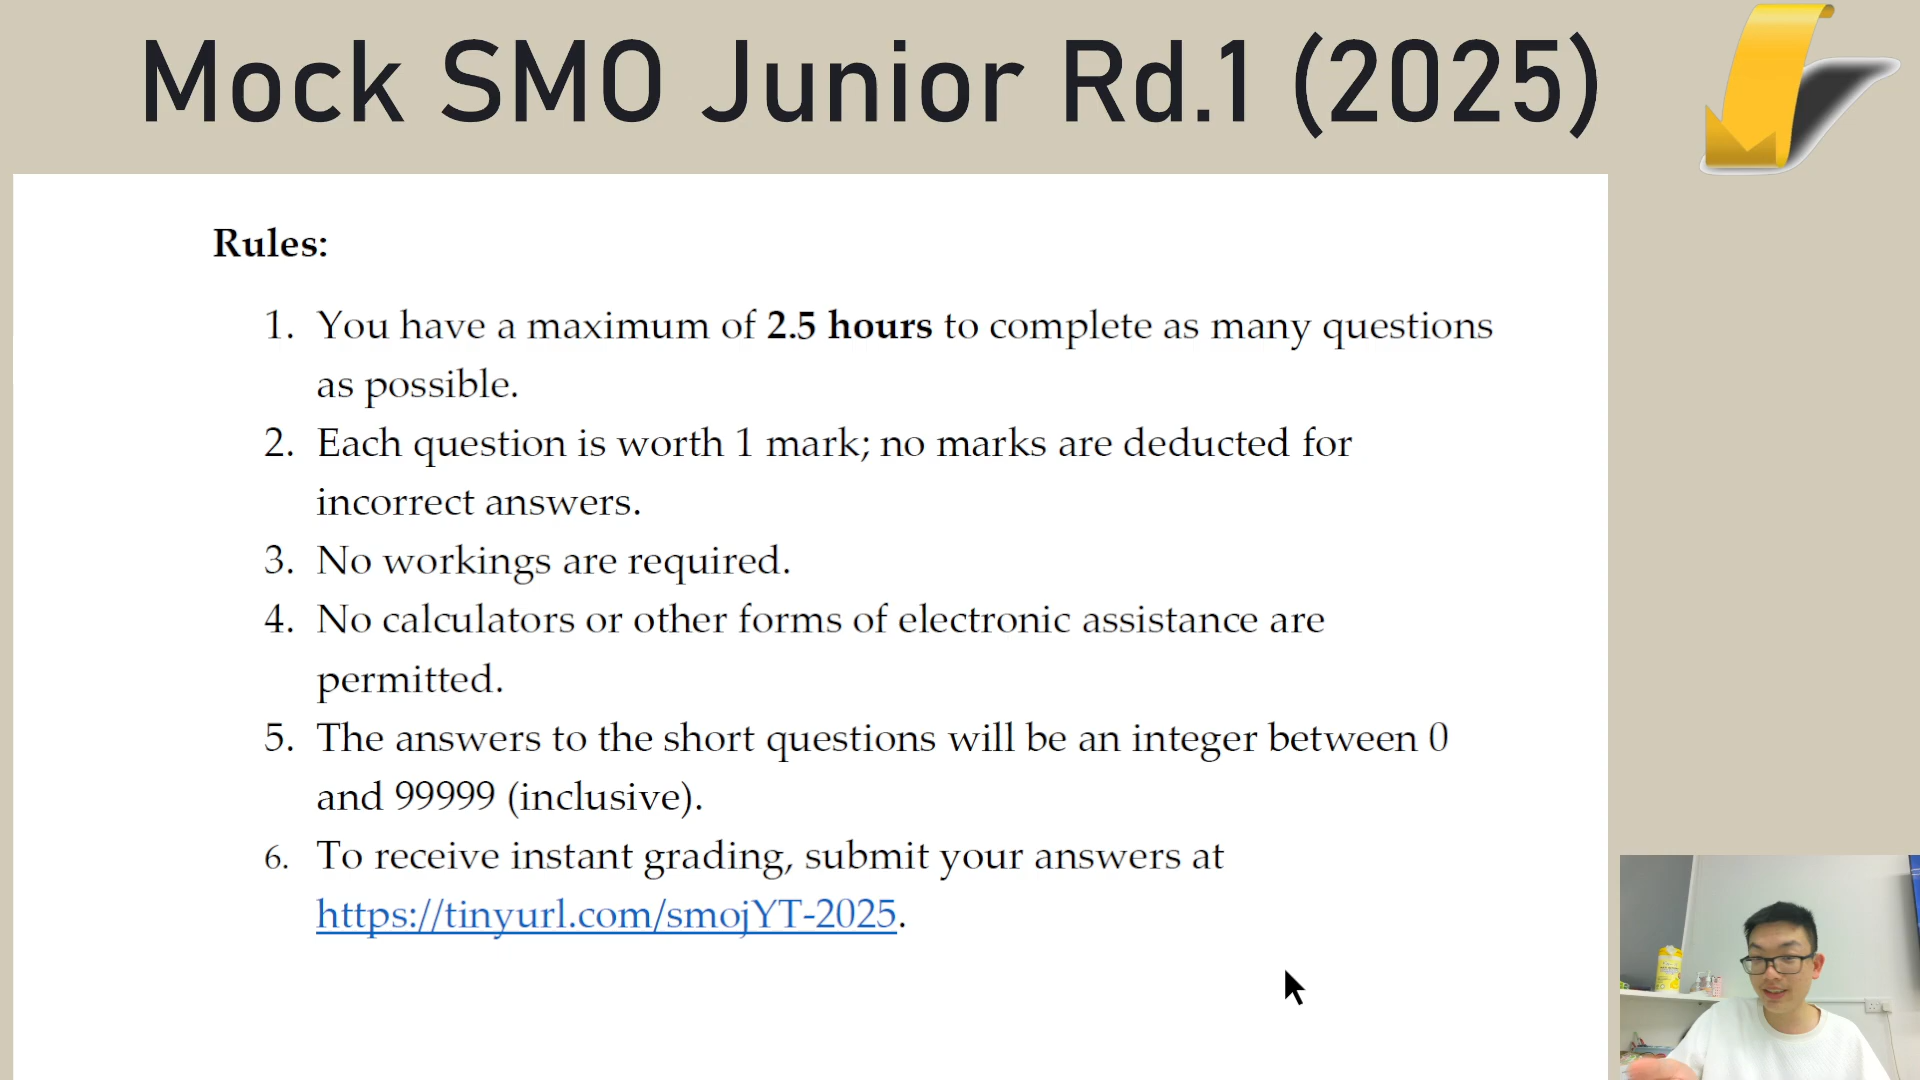 Mock SMO Junior Rd.1 (2025)
Rules:
1. You have a maximum of 2.5 hours to complete as many questions
as possible.
2. Each question is worth 1 mark; no marks are deducted for
incorrect answers.
3. No workings are required.
4. No calculators or other forms of electronic assistance are
permitted.
5. The answers to the short questions will be an integer between 0
and 99999 (inclusive).
6. To receive instant grading, submit your answers at
https://tinyurl.com/smojYT-2025.